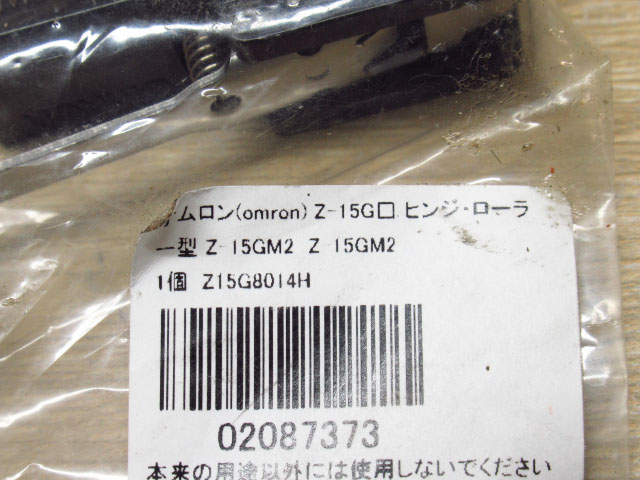 オムロン(omron) Z-15G口 ヒンジ・ローラ
ー型 Z-15GM2 Z-15GM2
1個 Z15G8014H
02087373
本来の用途以外には使用しないでください